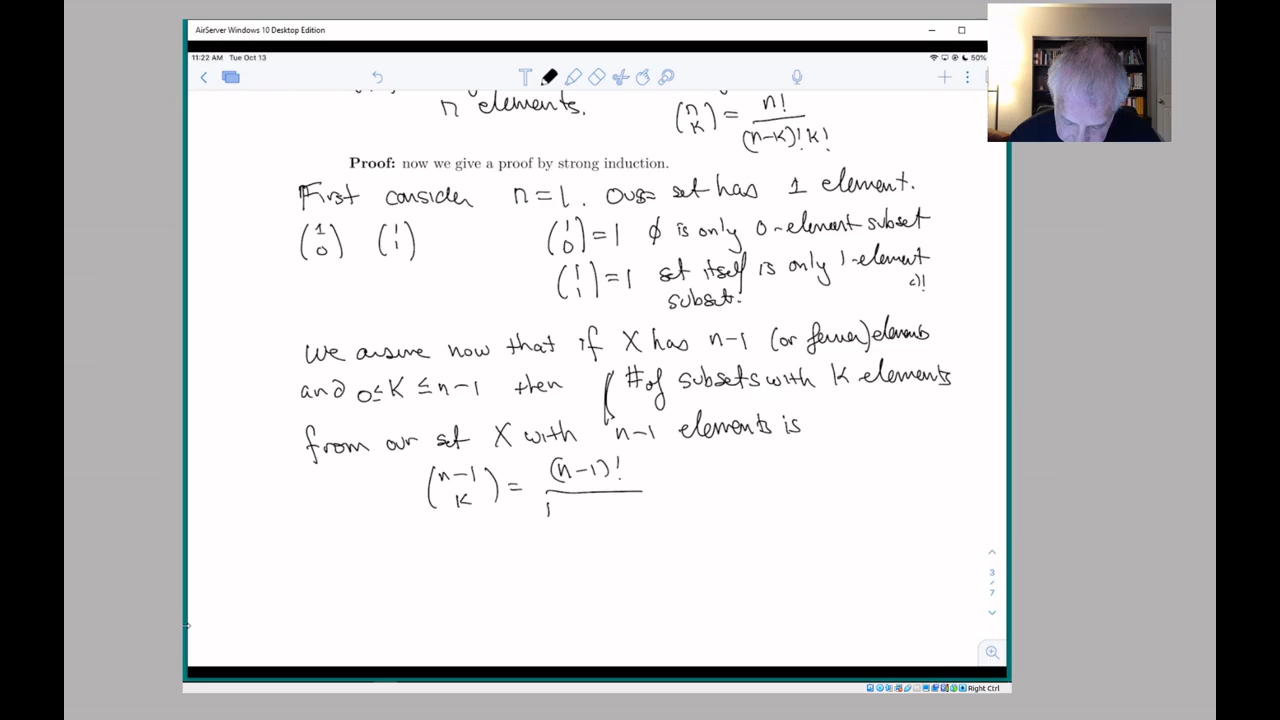 AirServer Windows 10 Desktop Edition
11:22 AM Tue Oct 13
50%
n elements.
(n k) = n! / (n-k)! k!
Proof: now we give a proof by strong induction.
First consider n=1. set has 1 element.
(1 0) (1 1)
(1 0) = 1 ∅ is only 0-element subset
(1 1) = 1 set itself is only 1-element
subset.
We assume now that if X has n-1 (or fewer) elements
and 0≤K≤n-1 then # of subsets with K elements
from our set X with n-1 elements is
(n-1 K) = (n-1)!
3
/
7
Right Ctrl